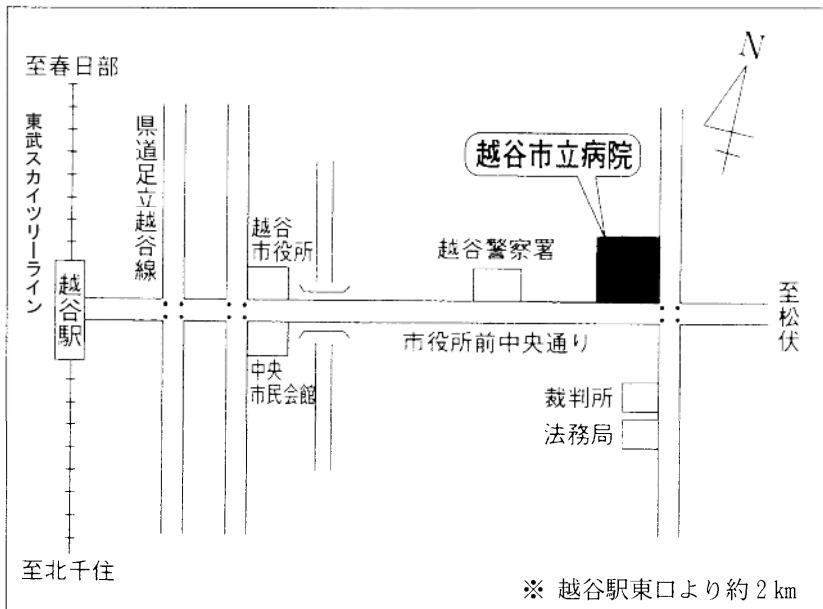 至春日部
東武スカイツリーライン
県道足立越谷線
N
越谷市立病院
越谷
市役所
越谷警察署
越谷駅
至松伏
市役所前中央通り
中央
市民会館
裁判所
法務局
至北千住
※ 越谷駅東口より約2km